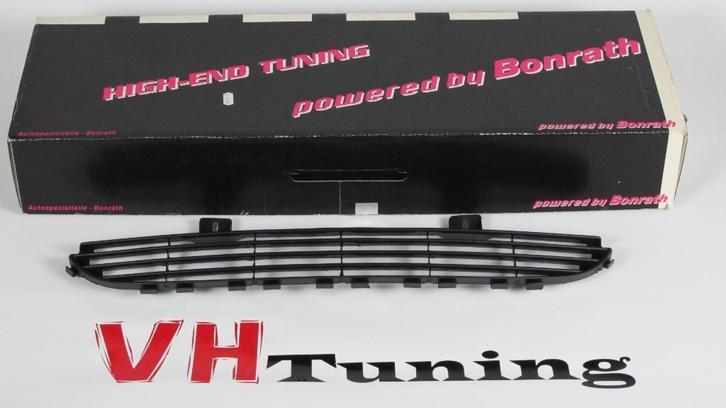 HIGH-END TUNING
powered by Bonrath
Autospezialteile - Bonrath
powered by Bonrath
Autospezialteile - Bonrath
powered by Bonrath
VH Tuning